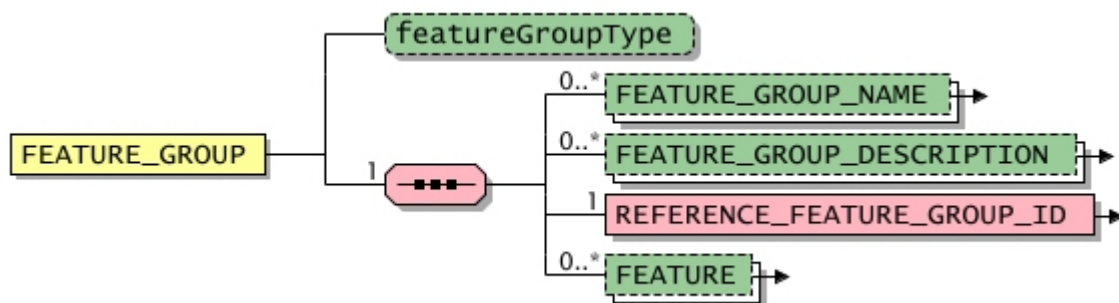 featureGroupType
0..*
FEATURE_GROUP_NAME
FEATURE_GROUP
0..*
FEATURE_GROUP_DESCRIPTION
1
1
REFERENCE_FEATURE_GROUP_ID
0..*
FEATURE